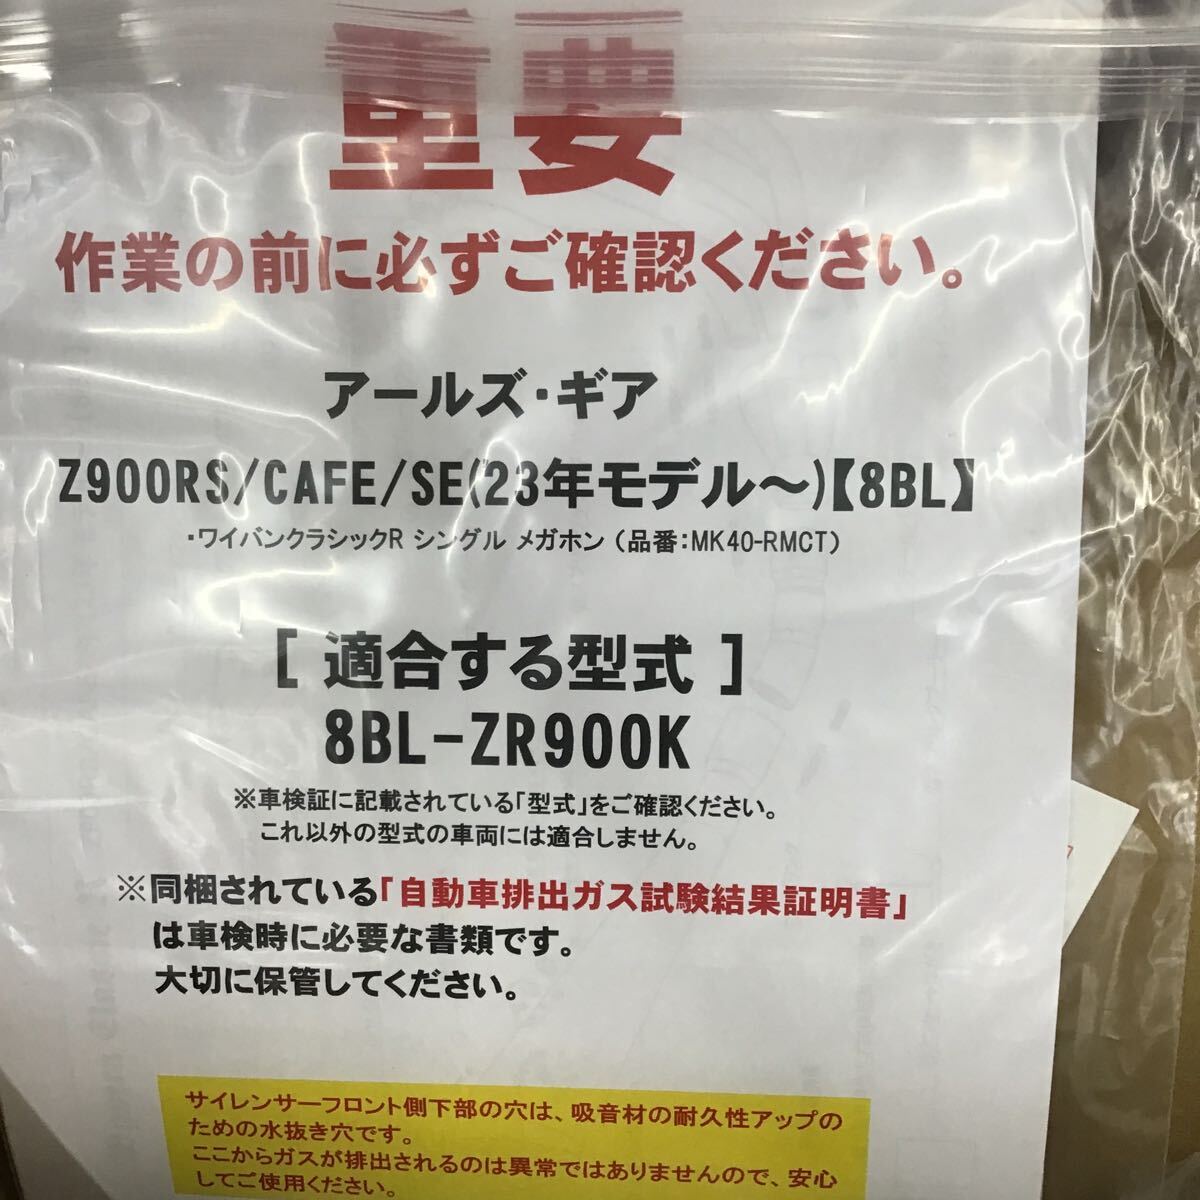 重要
作業の前に必ずご確認ください。
アールズ・ギア
Z900RS/CAFE/SE(23年モデル～)【8BL】
・ワイバンクラシックR シングル メガホン （品番：MK40-RMCT）
[ 適合する型式 ]
8BL-ZR900K
※車検証に記載されている「型式」をご確認ください。
これ以外の型式の車両には適合しません。
※同梱されている「自動車排出ガス試験結果証明書」
は車検時に必要な書類です。
大切に保管してください。
サイレンサーフロント側下部の穴は、吸音材の耐久性アップの
ための水抜き穴です。
ここからガスが排出されるのは異常ではありませんので、安心
してご使用ください。